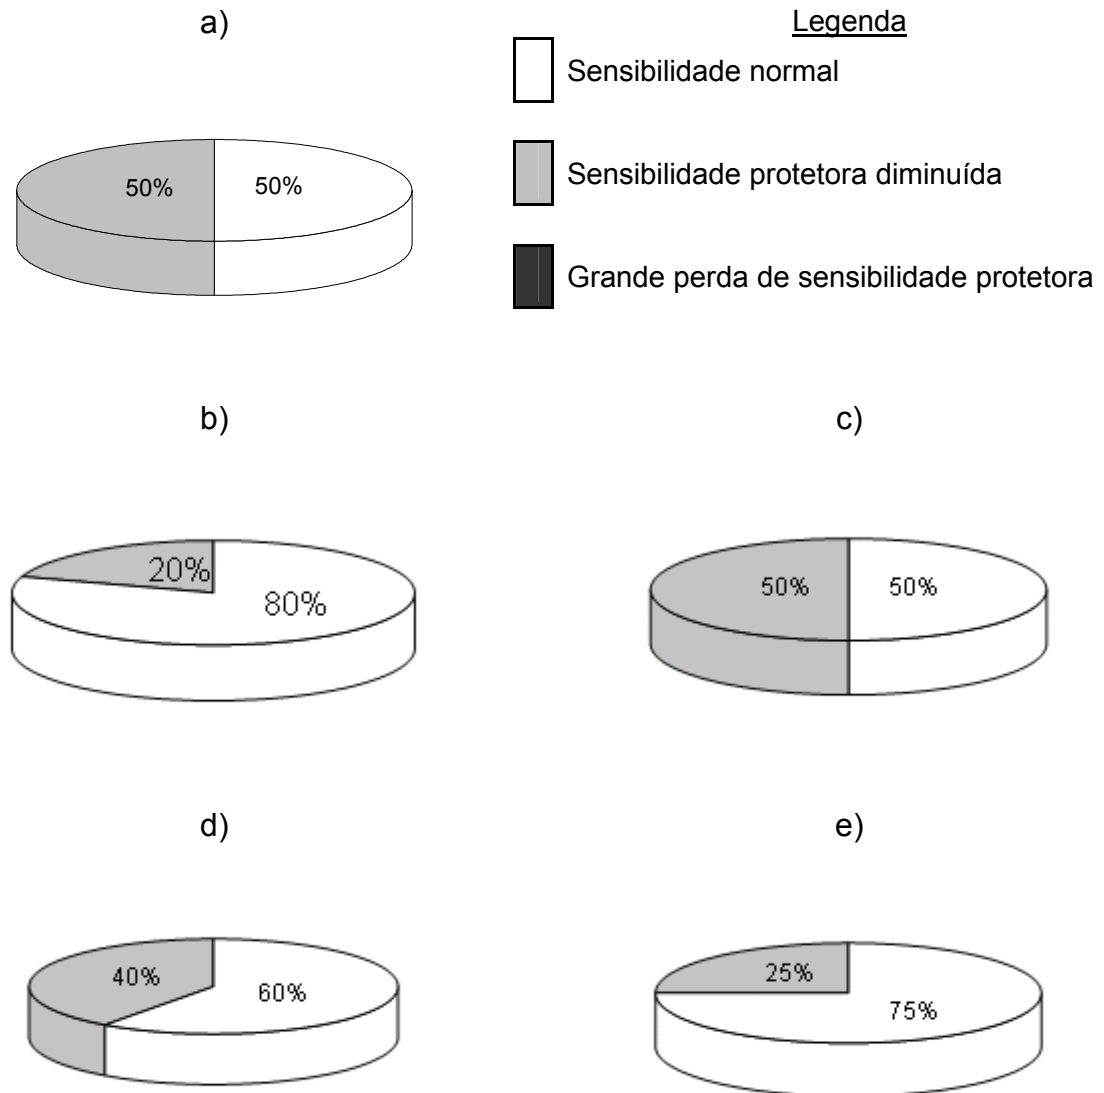 a)
Legenda
Sensibilidade normal
Sensibilidade protetora diminuída
Grande perda de sensibilidade protetora
50% 50%
b)
20%
80%
c)
50% 50%
d)
40%
60%
e)
25%
75%